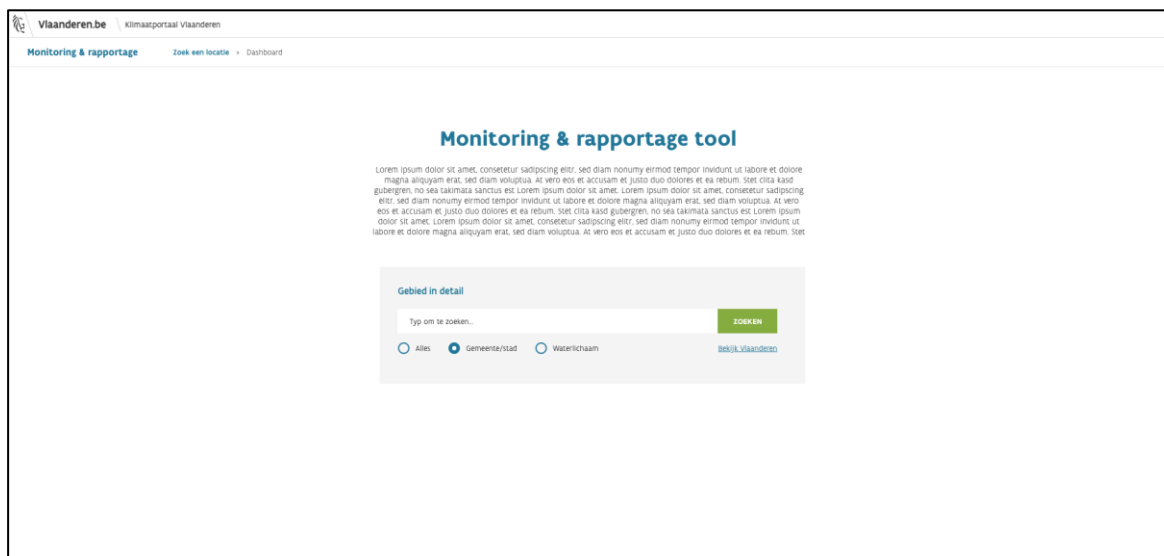 Vlaanderen.be Klimaatportaal Vlaanderen
Monitoring & rapportage Zoek een locatie › Dashboard
Monitoring & rapportage tool
Lorem ipsum dolor sit amet, consetetur sadipscing elitr, sed diam nonumy eirmod tempor invidunt ut labore et dolore
magna aliquyam erat, sed diam voluptua. At vero eos et accusam et justo duo dolores et ea rebum. Stet clita kasd
gubergren, no sea takimata sanctus est Lorem ipsum dolor sit amet. Lorem ipsum dolor sit amet, consetetur sadipscing
elitr, sed diam nonumy eirmod tempor invidunt ut labore et dolore magna aliquyam erat, sed diam voluptua. At vero
eos et accusam et justo duo dolores et ea rebum. Stet clita kasd gubergren, no sea takimata sanctus est Lorem ipsum
dolor sit amet. Lorem ipsum dolor sit amet, consetetur sadipscing elitr, sed diam nonumy eirmod tempor invidunt ut
labore et dolore magna aliquyam erat, sed diam voluptua. At vero eos et accusam et justo duo dolores et ea rebum. Stet
Gebied in detail
Typ om te zoeken... ZOEKEN
Alles Gemeente/stad Waterlichaam Bekijk Vlaanderen